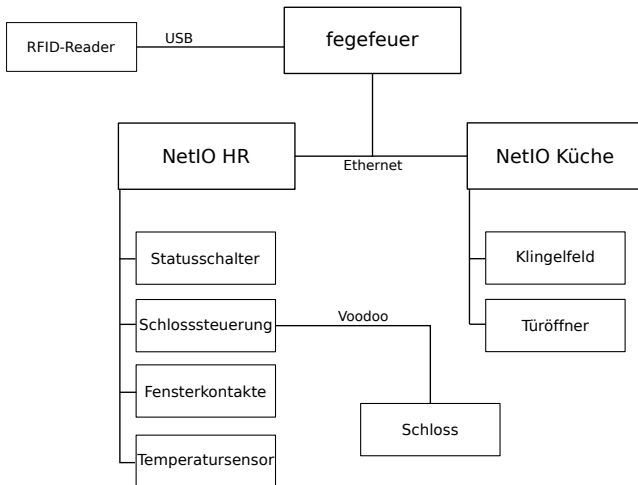 fegefeuer
RFID-Reader
USB
NetIO HR
Ethernet
NetIO Küche
Statusschalter
Klingelfeld
Schlosssteuerung
Voodoo
Türöffner
Fensterkontakte
Schloss
Temperatursensor